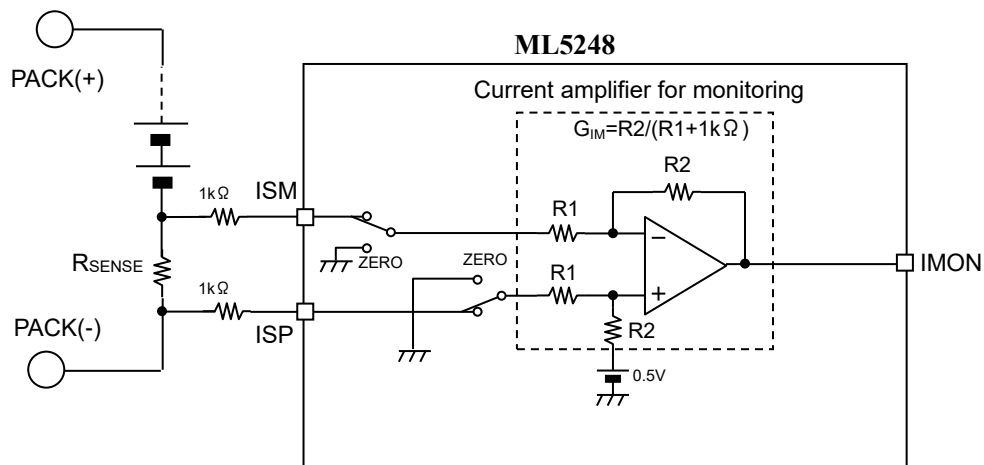 ML5248
PACK(+)
Current amplifier for monitoring
GIM=R2/(R1+1kΩ)
R2
1kΩ
ISM
R1
ZERO
ZERO
RSENSE
1kΩ
R1
IMON
PACK(-)
ISP
R2
0.5V
−
+